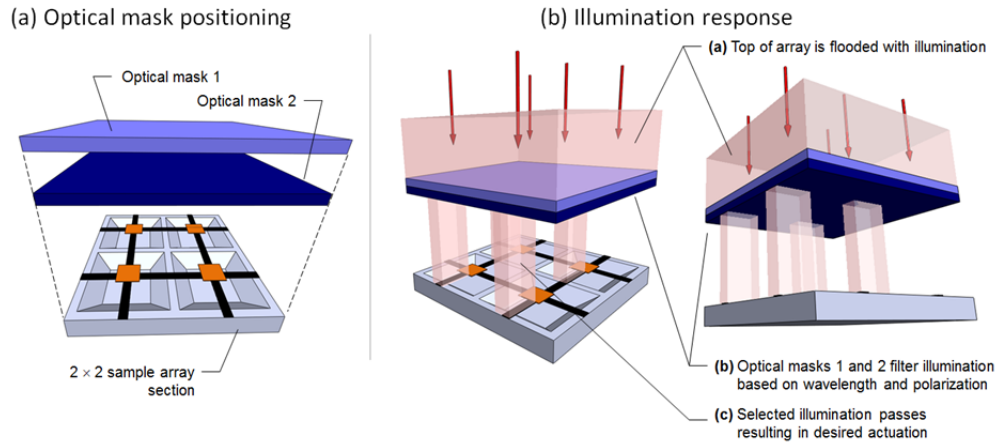 (a) Optical mask positioning
(b) Illumination response
Optical mask 1
Optical mask 2
2 × 2 sample array
section
(a) Top of array is flooded with illumination
(b) Optical masks 1 and 2 filter illumination
based on wavelength and polarization
(c) Selected illumination passes
resulting in desired actuation